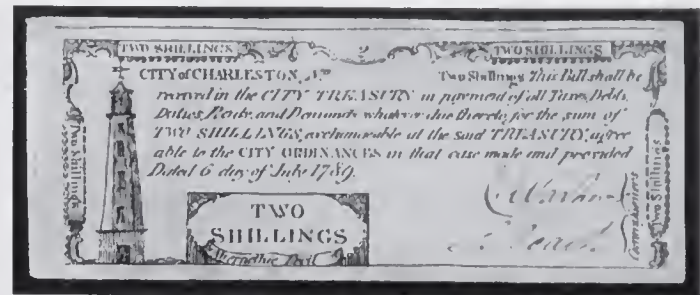 TWO SHILLINGS 2 TWO SHILLINGS
CITY of CHARLESTON, No Two Shillings This Bill shall be
received in the CITY TREASURY in payment of all Taxes, Debts,
Duties, Rents, and Demands whatever due thereto, for the sum of
TWO SHILLINGS, exchangeable at the said TREASURY, agree
able to the CITY ORDINANCES in that case made and provided
Dated 6 day of July 1789.
Two Shillings
TWO
SHILLINGS
Abernethie
Commissioners
Two Shillings